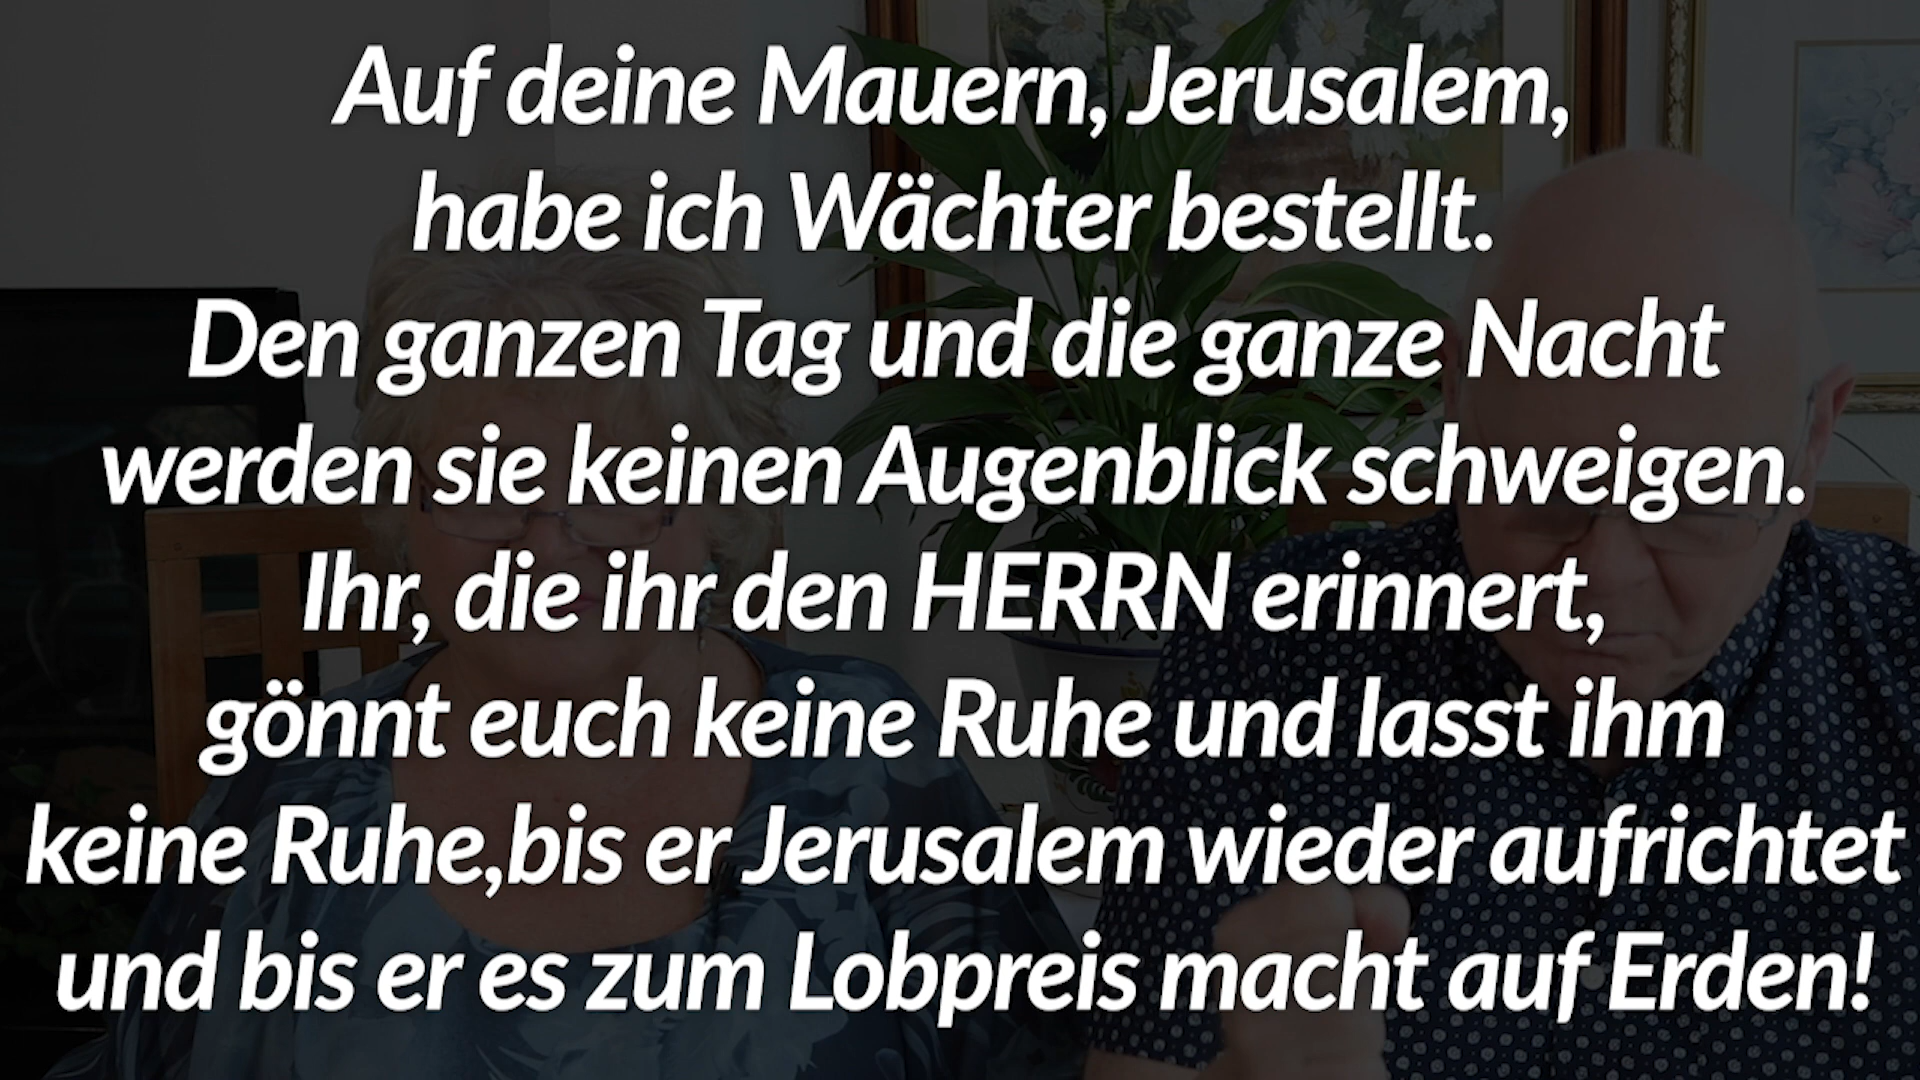 Auf deine Mauern, Jerusalem,
habe ich Wächter bestellt.
Den ganzen Tag und die ganze Nacht
werden sie keinen Augenblick schweigen.
Ihr, die ihr den HERRN erinnert,
gönnt euch keine Ruhe und lasst ihm
keine Ruhe,bis er Jerusalem wieder aufrichtet
und bis er es zum Lobpreis macht auf Erden!